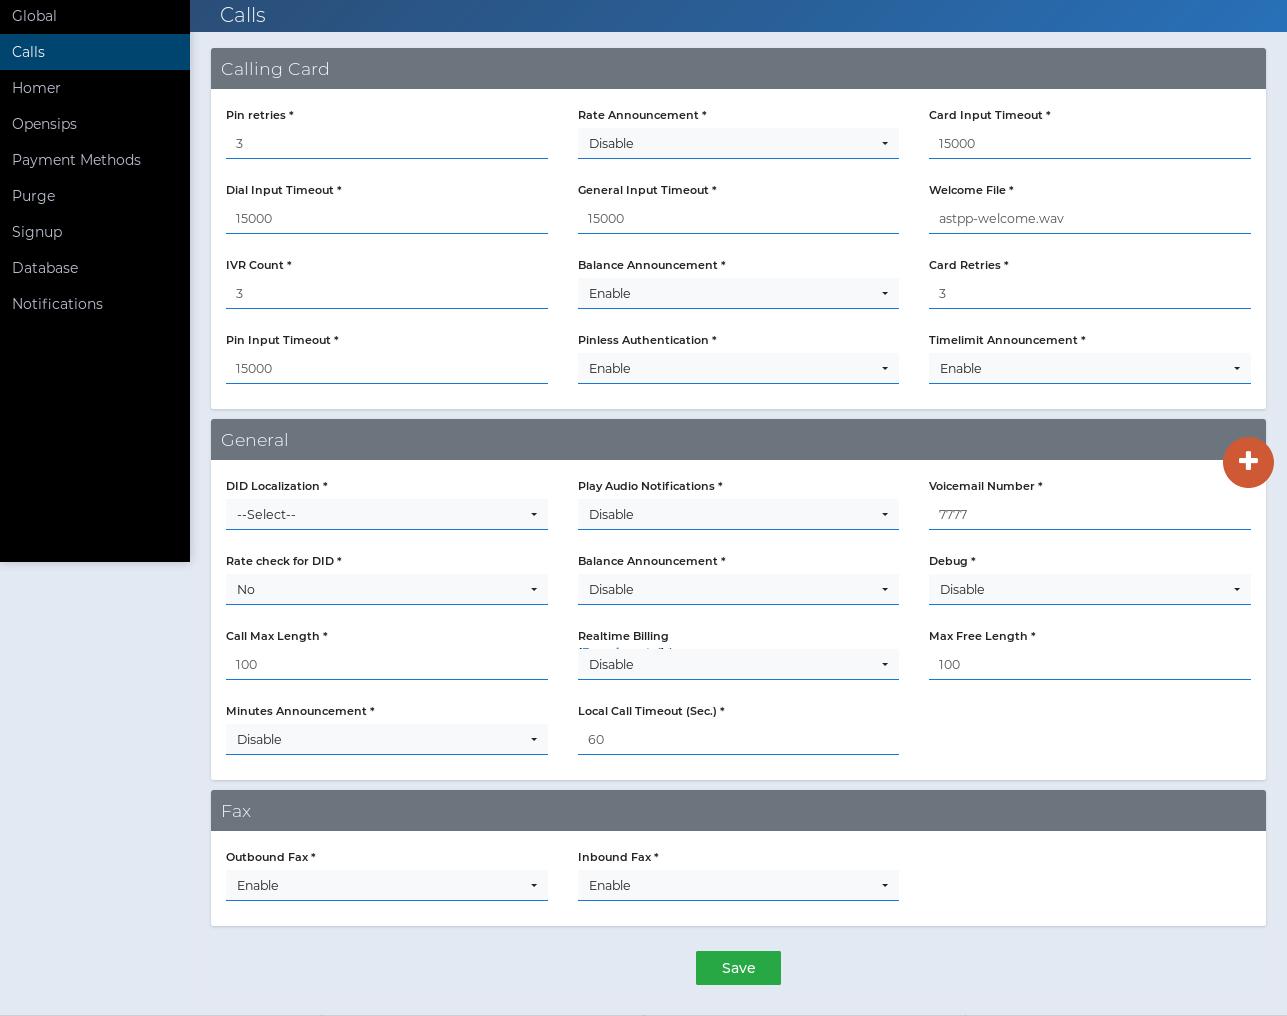 Global
Calls
Homer
Opensips
Payment Methods
Purge
Signup
Database
Notifications
Calls
Calling Card
Pin retries * Rate Announcement * Card Input Timeout *
3 Disable 15000
Dial Input Timeout * General Input Timeout * Welcome File *
15000 15000 astpp-welcome.wav
IVR Count * Balance Announcement * Card Retries *
3 Enable 3
Pin Input Timeout * Pinless Authentication * Timelimit Announcement *
15000 Enable Enable
General
DID Localization * Play Audio Notifications * Voicemail Number *
--Select-- Disable 7777
Rate check for DID * Balance Announcement * Debug *
No Disable Disable
Call Max Length * Realtime Billing Max Free Length *
100 Disable 100
Minutes Announcement * Local Call Timeout (Sec.) *
Disable 60
Fax
Outbound Fax * Inbound Fax *
Enable Enable
Save